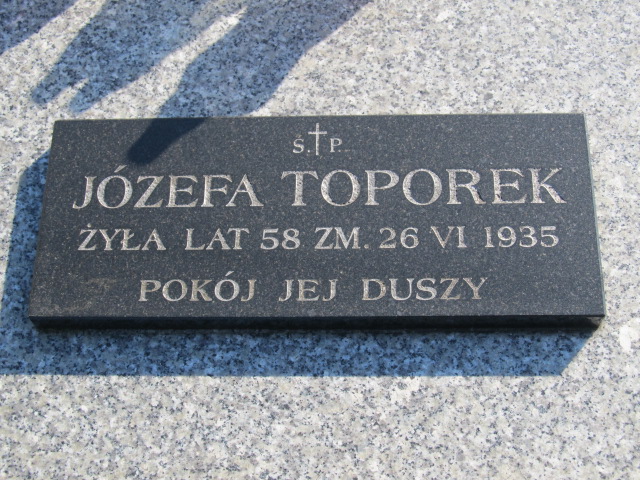 Ś.†P.
JÓZEFA TOPOREK
ŻYŁA LAT 58 ZM. 26 VI 1935
POKÓJ JEJ DUSZY